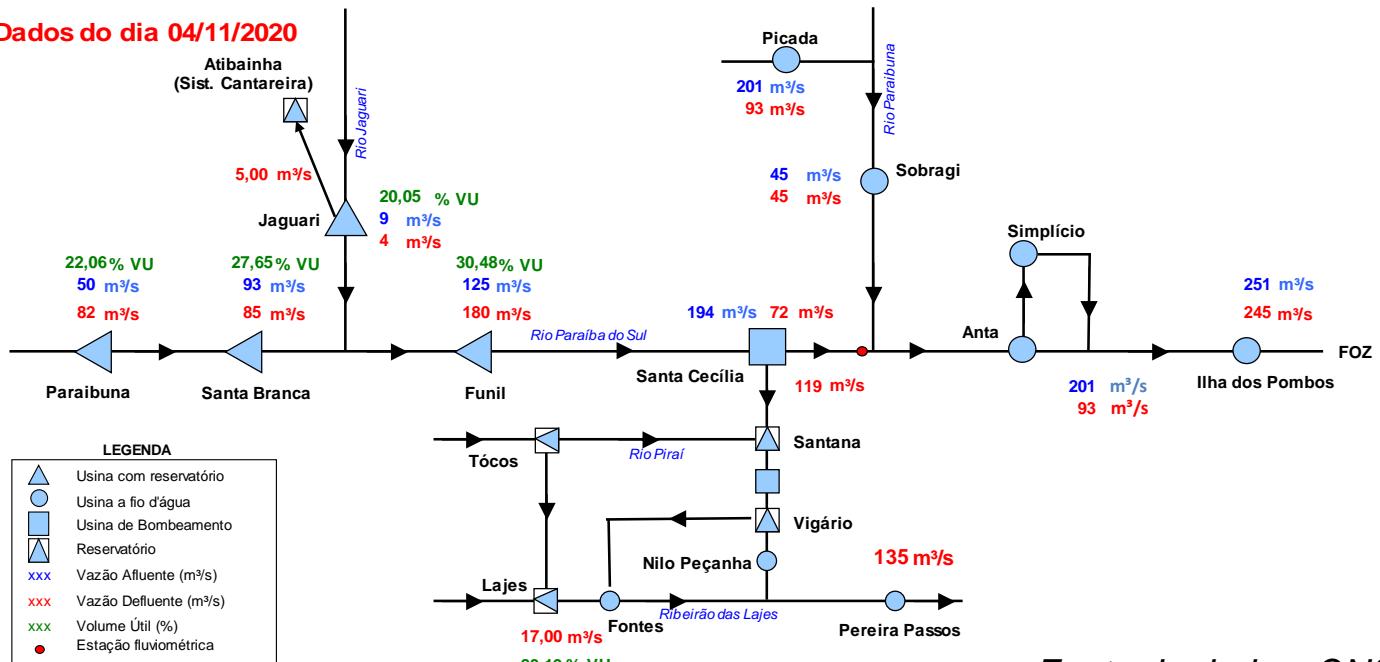 Dados do dia 04/11/2020
Atibainha
(Sist. Cantareira)
Rio Jaguari
5,00 m³/s
Jaguari
20,05 % VU
9 m³/s
4 m³/s
Picada
201 m³/s
93 m³/s
Rio Paraibuna
45 m³/s
45 m³/s
Sobragi
22,06 % VU
50 m³/s
82 m³/s
Paraibuna
27,65 % VU
93 m³/s
85 m³/s
Santa Branca
30,48 % VU
125 m³/s
180 m³/s
Funil
Rio Paraíba do Sul
194 m³/s 72 m³/s
Santa Cecília
119 m³/s
Simplício
Anta
201 m³/s
93 m³/s
251 m³/s
245 m³/s
Ilha dos Pombos
FOZ
Tócos
Rio Piraí
Santana
Vigário
Nilo Peçanha
135 m³/s
Lajes
Fontes
Ribeirão das Lajes
Pereira Passos
17,00 m³/s
LEGENDA
Usina com reservatório
Usina a fio d'água
Usina de Bombeamento
Reservatório
xxx Vazão Afluente (m³/s)
xxx Vazão Defluente (m³/s)
xxx Volume Útil (%)
Estação fluviométrica